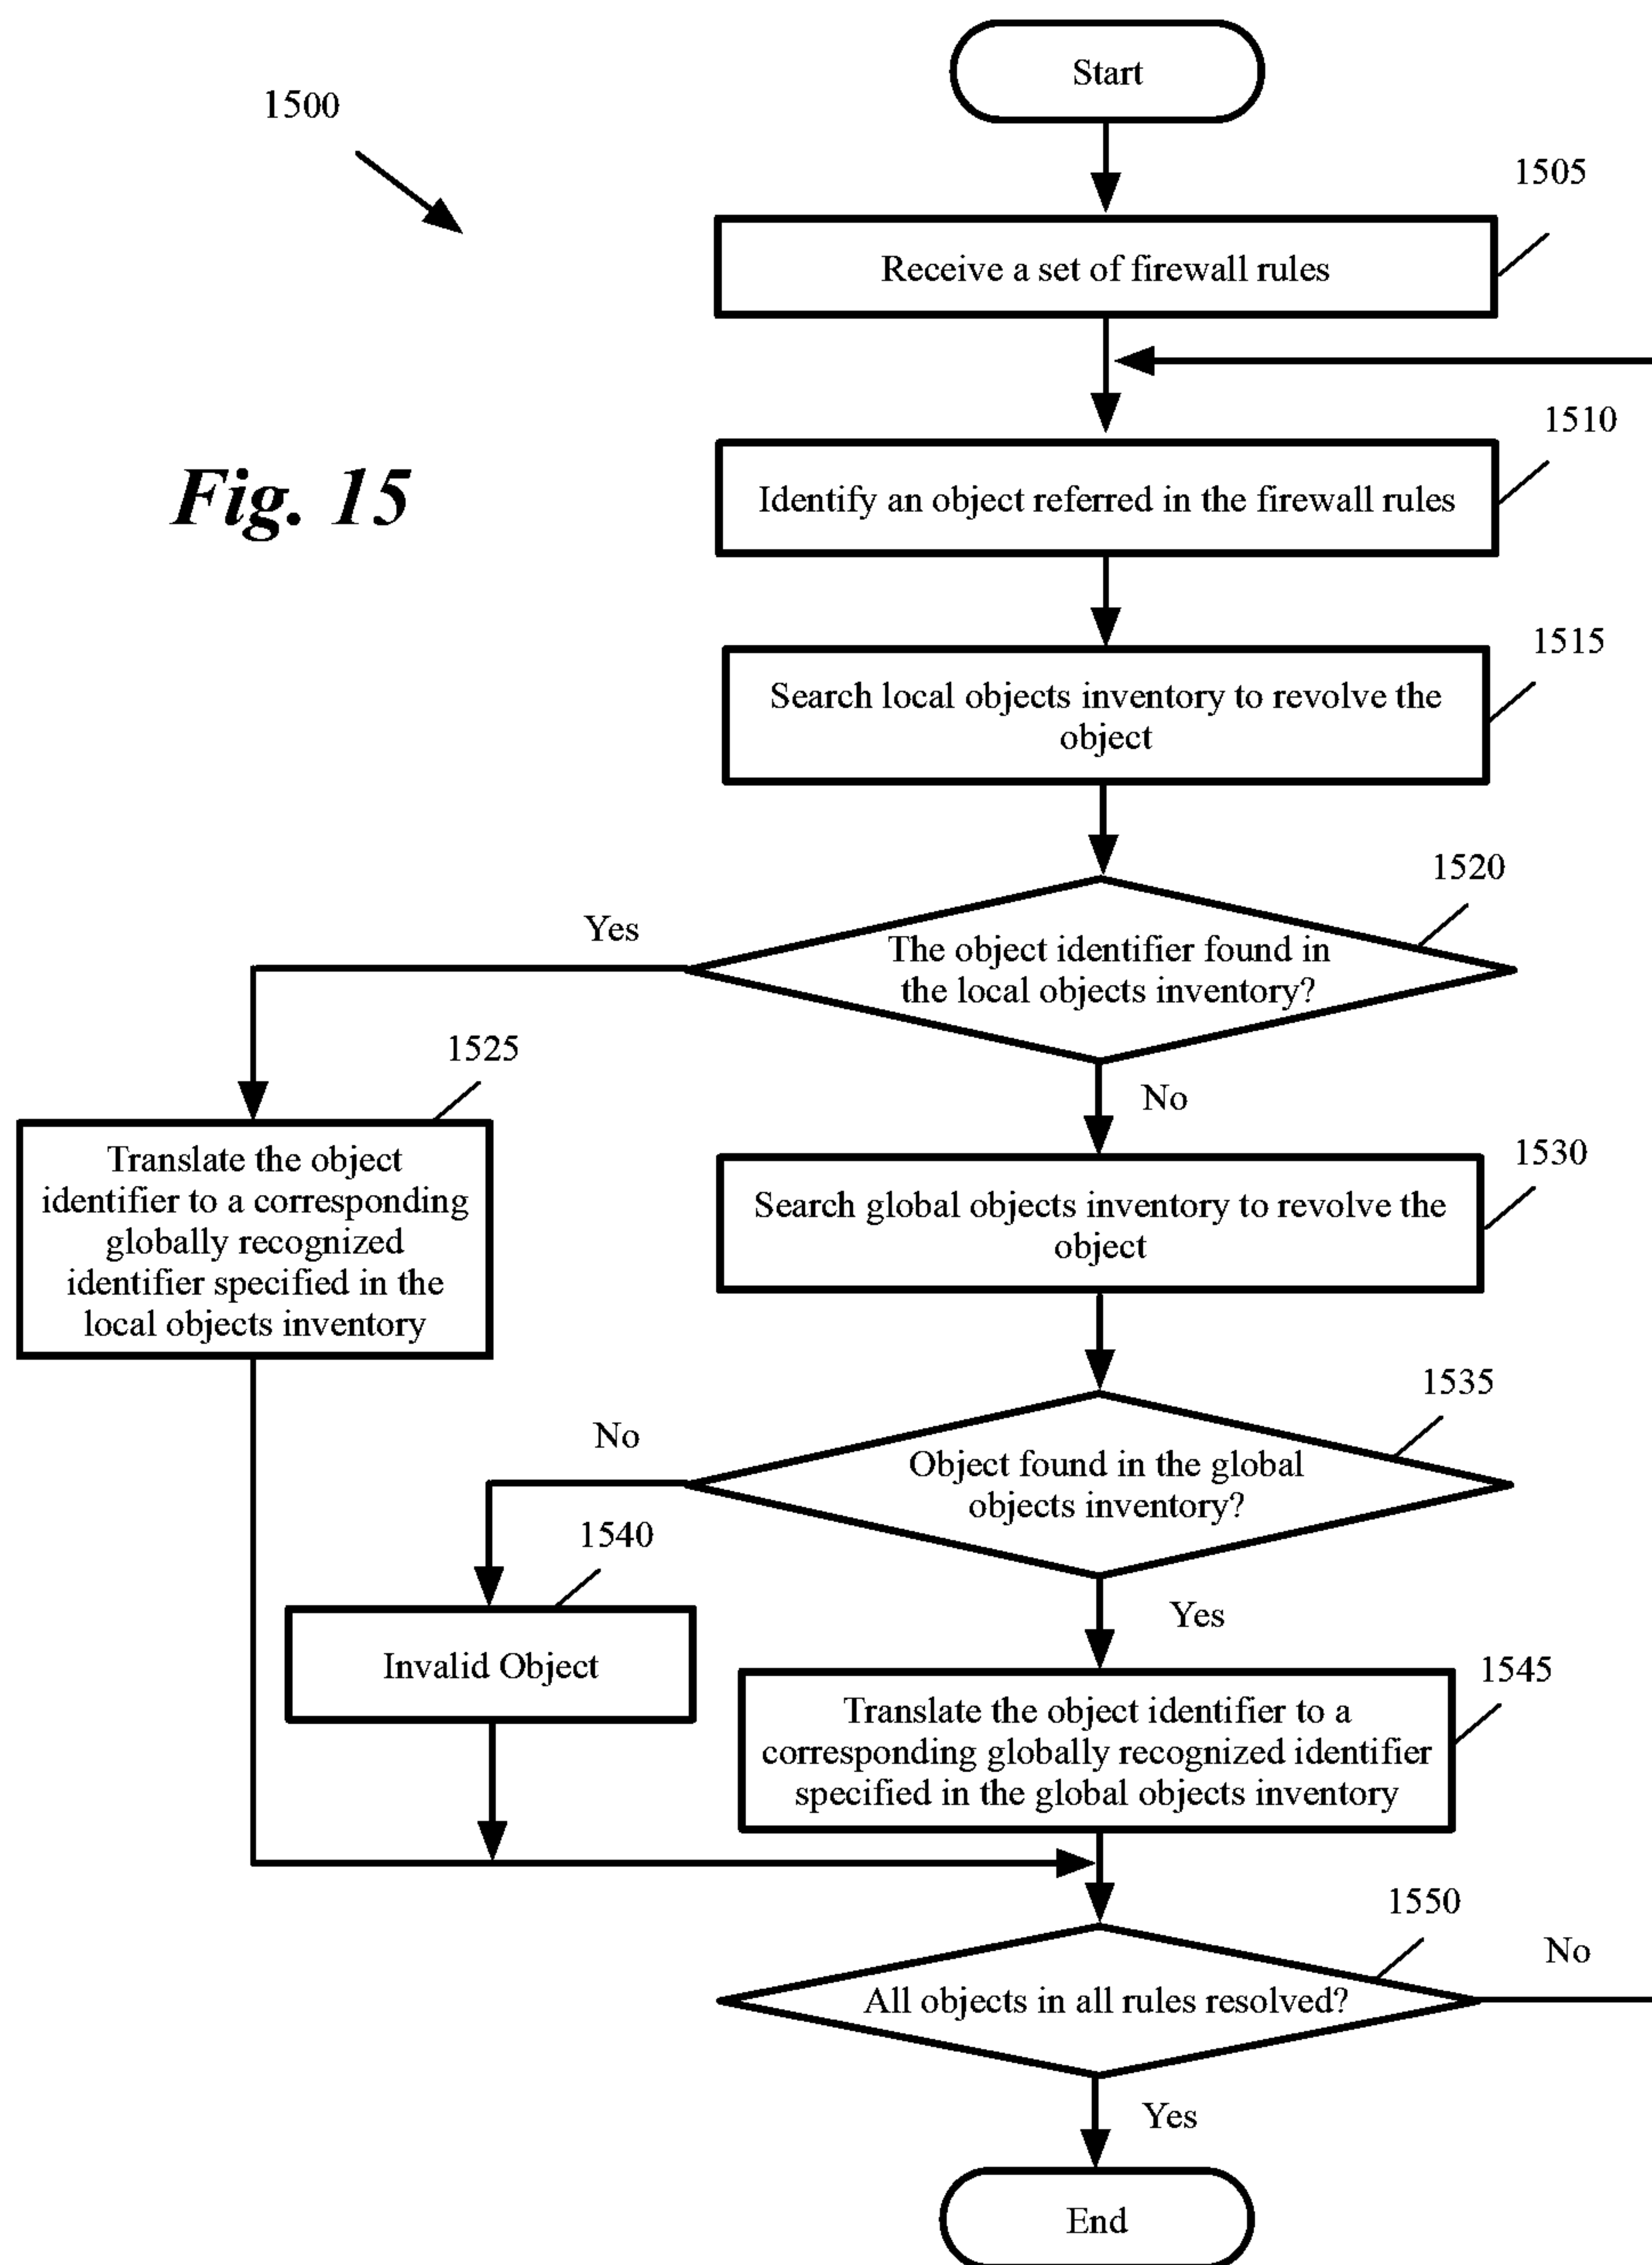 Start
1500
1505
Receive a set of firewall rules
1510
Fig. 15
Identify an object referred in the firewall rules
1515
Search local objects inventory to revolve the
object
1520
Yes
The object identifier found in
the local objects inventory?
1525
No
Translate the object
identifier to a corresponding
globally recognized
identifier specified in the
local objects inventory
1530
Search global objects inventory to revolve the
object
1535
No
Object found in the global
objects inventory?
1540
Yes
Invalid Object
1545
Translate the object identifier to a
corresponding globally recognized identifier
specified in the global objects inventory
1550
No
All objects in all rules resolved?
Yes
End